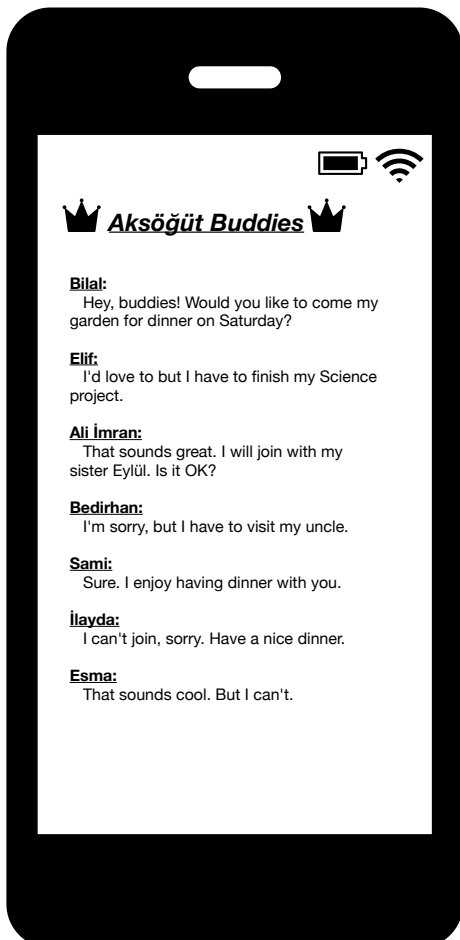 Aksöğüt Buddies
Bilal:
Hey, buddies! Would you like to come my
garden for dinner on Saturday?
Elif:
I'd love to but I have to finish my Science
project.
Ali İmran:
That sounds great. I will join with my
sister Eylül. Is it OK?
Bedirhan:
I'm sorry, but I have to visit my uncle.
Sami:
Sure. I enjoy having dinner with you.
İlayda:
I can't join, sorry. Have a nice dinner.
Esma:
That sounds cool. But I can't.